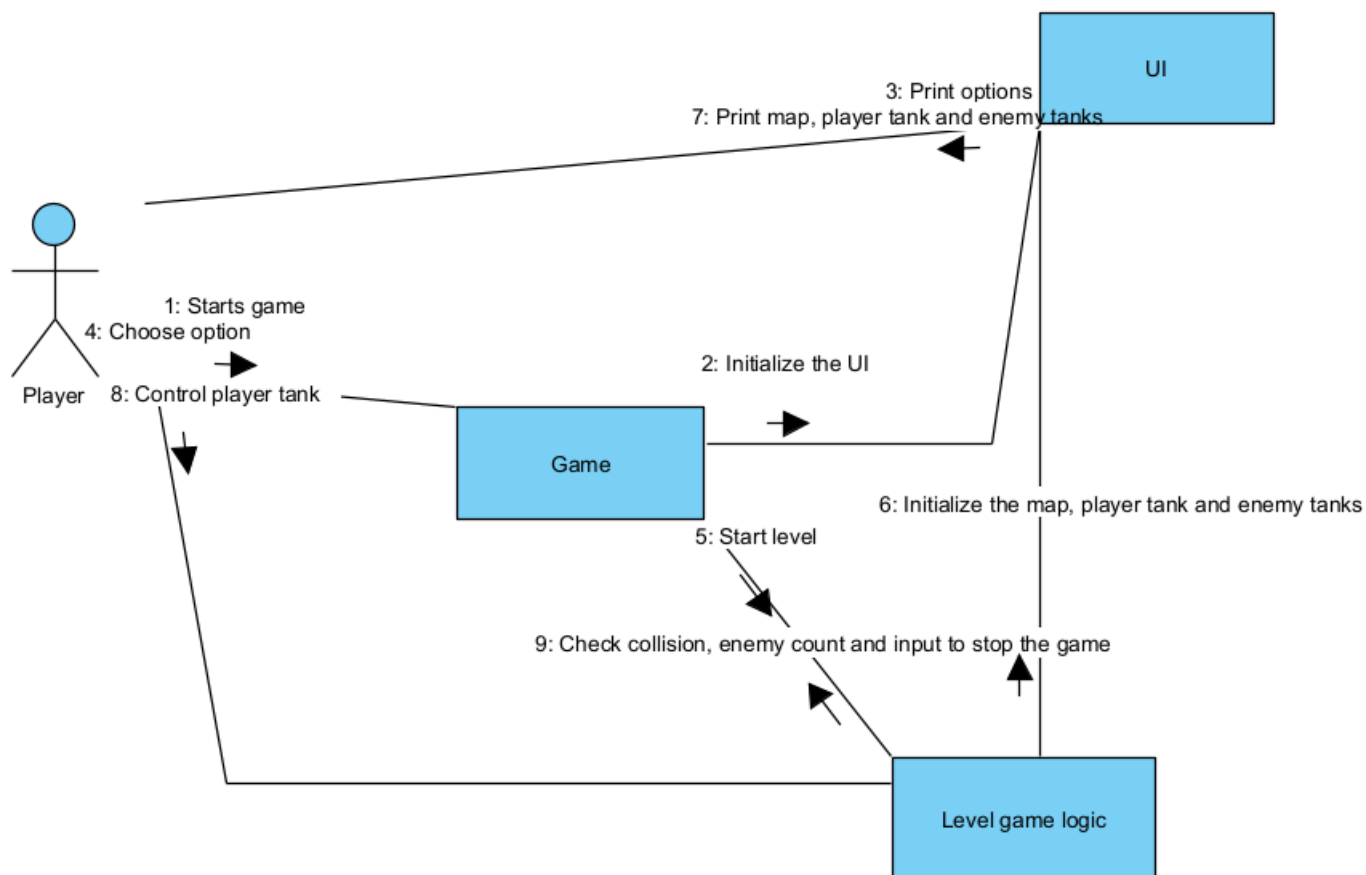 UI
3: Print options
7: Print map, player tank and enemy tanks
1: Starts game
4: Choose option
2: Initialize the UI
Player
8: Control player tank
Game
6: Initialize the map, player tank and enemy tanks
5: Start level
9: Check collision, enemy count and input to stop the game
Level game logic